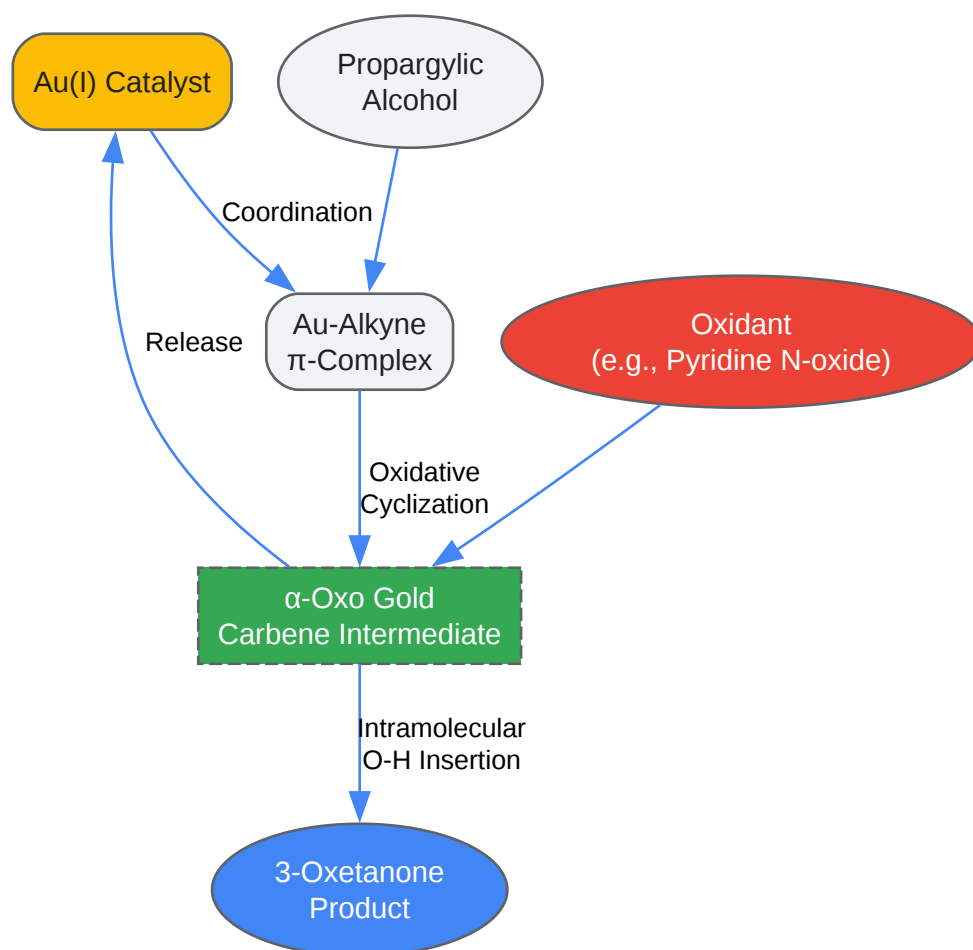 Au(I) Catalyst
Propargylic
Alcohol
Coordination
Au-Alkyne
π-Complex
Oxidant
(e.g., Pyridine N-oxide)
Release
Oxidative
Cyclization
α-Oxo Gold
Carbene Intermediate
Intramolecular
O-H Insertion
3-Oxetanone
Product